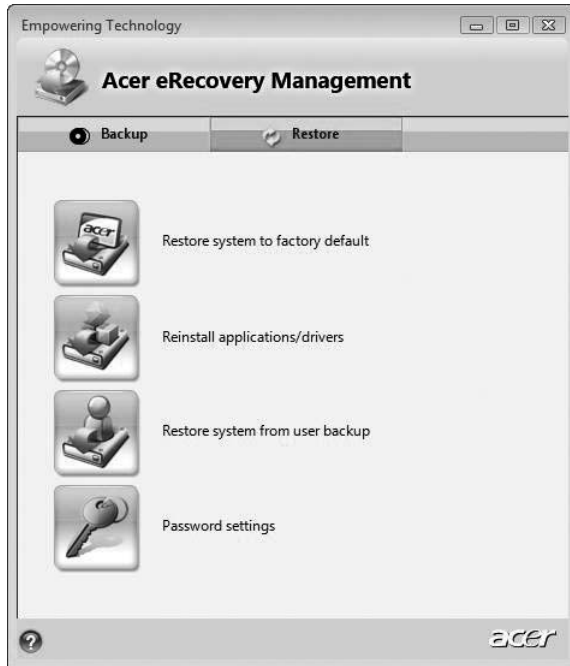 Empowering Technology
Acer eRecovery Management
Backup
Restore
acer
Restore system to factory default
Reinstall applications/drivers
Restore system from user backup
Password settings
?
acer